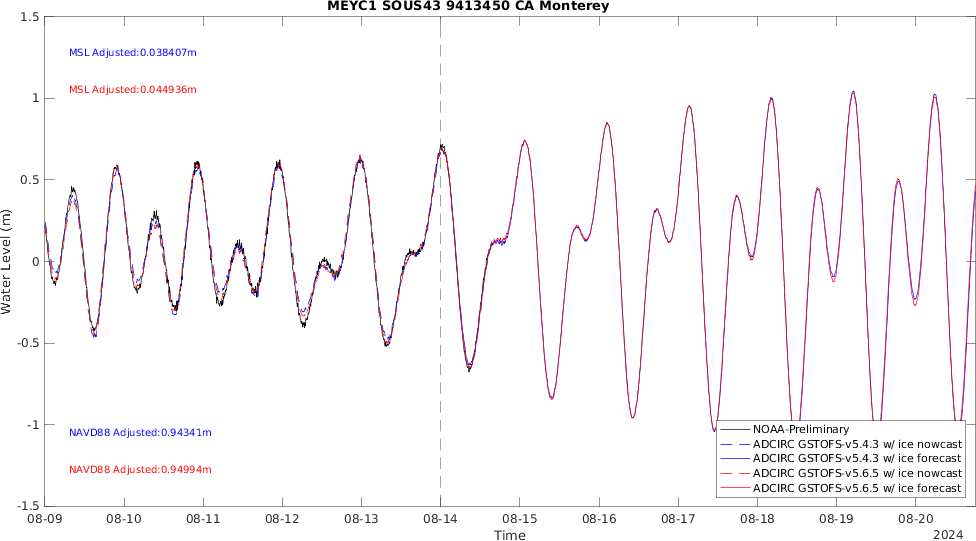 MEYC1 SOUS43 9413450 CA Monterey
1.5
1
0.5
0
-0.5
-1
-1.5
Water Level (m)
MSL Adjusted:0.038407m
MSL Adjusted:0.044936m
NAVD88 Adjusted:0.94341m
NAVD88 Adjusted:0.94994m
NOAA-Preliminary
ADCIRC GSTOFS-v5.4.3 w/ ice nowcast
ADCIRC GSTOFS-v5.4.3 w/ ice forecast
ADCIRC GSTOFS-v5.6.5 w/ ice nowcast
ADCIRC GSTOFS-v5.6.5 w/ ice forecast
08-09 08-10 08-11 08-12 08-13 08-14 08-15 08-16 08-17 08-18 08-19 08-20
Time
2024